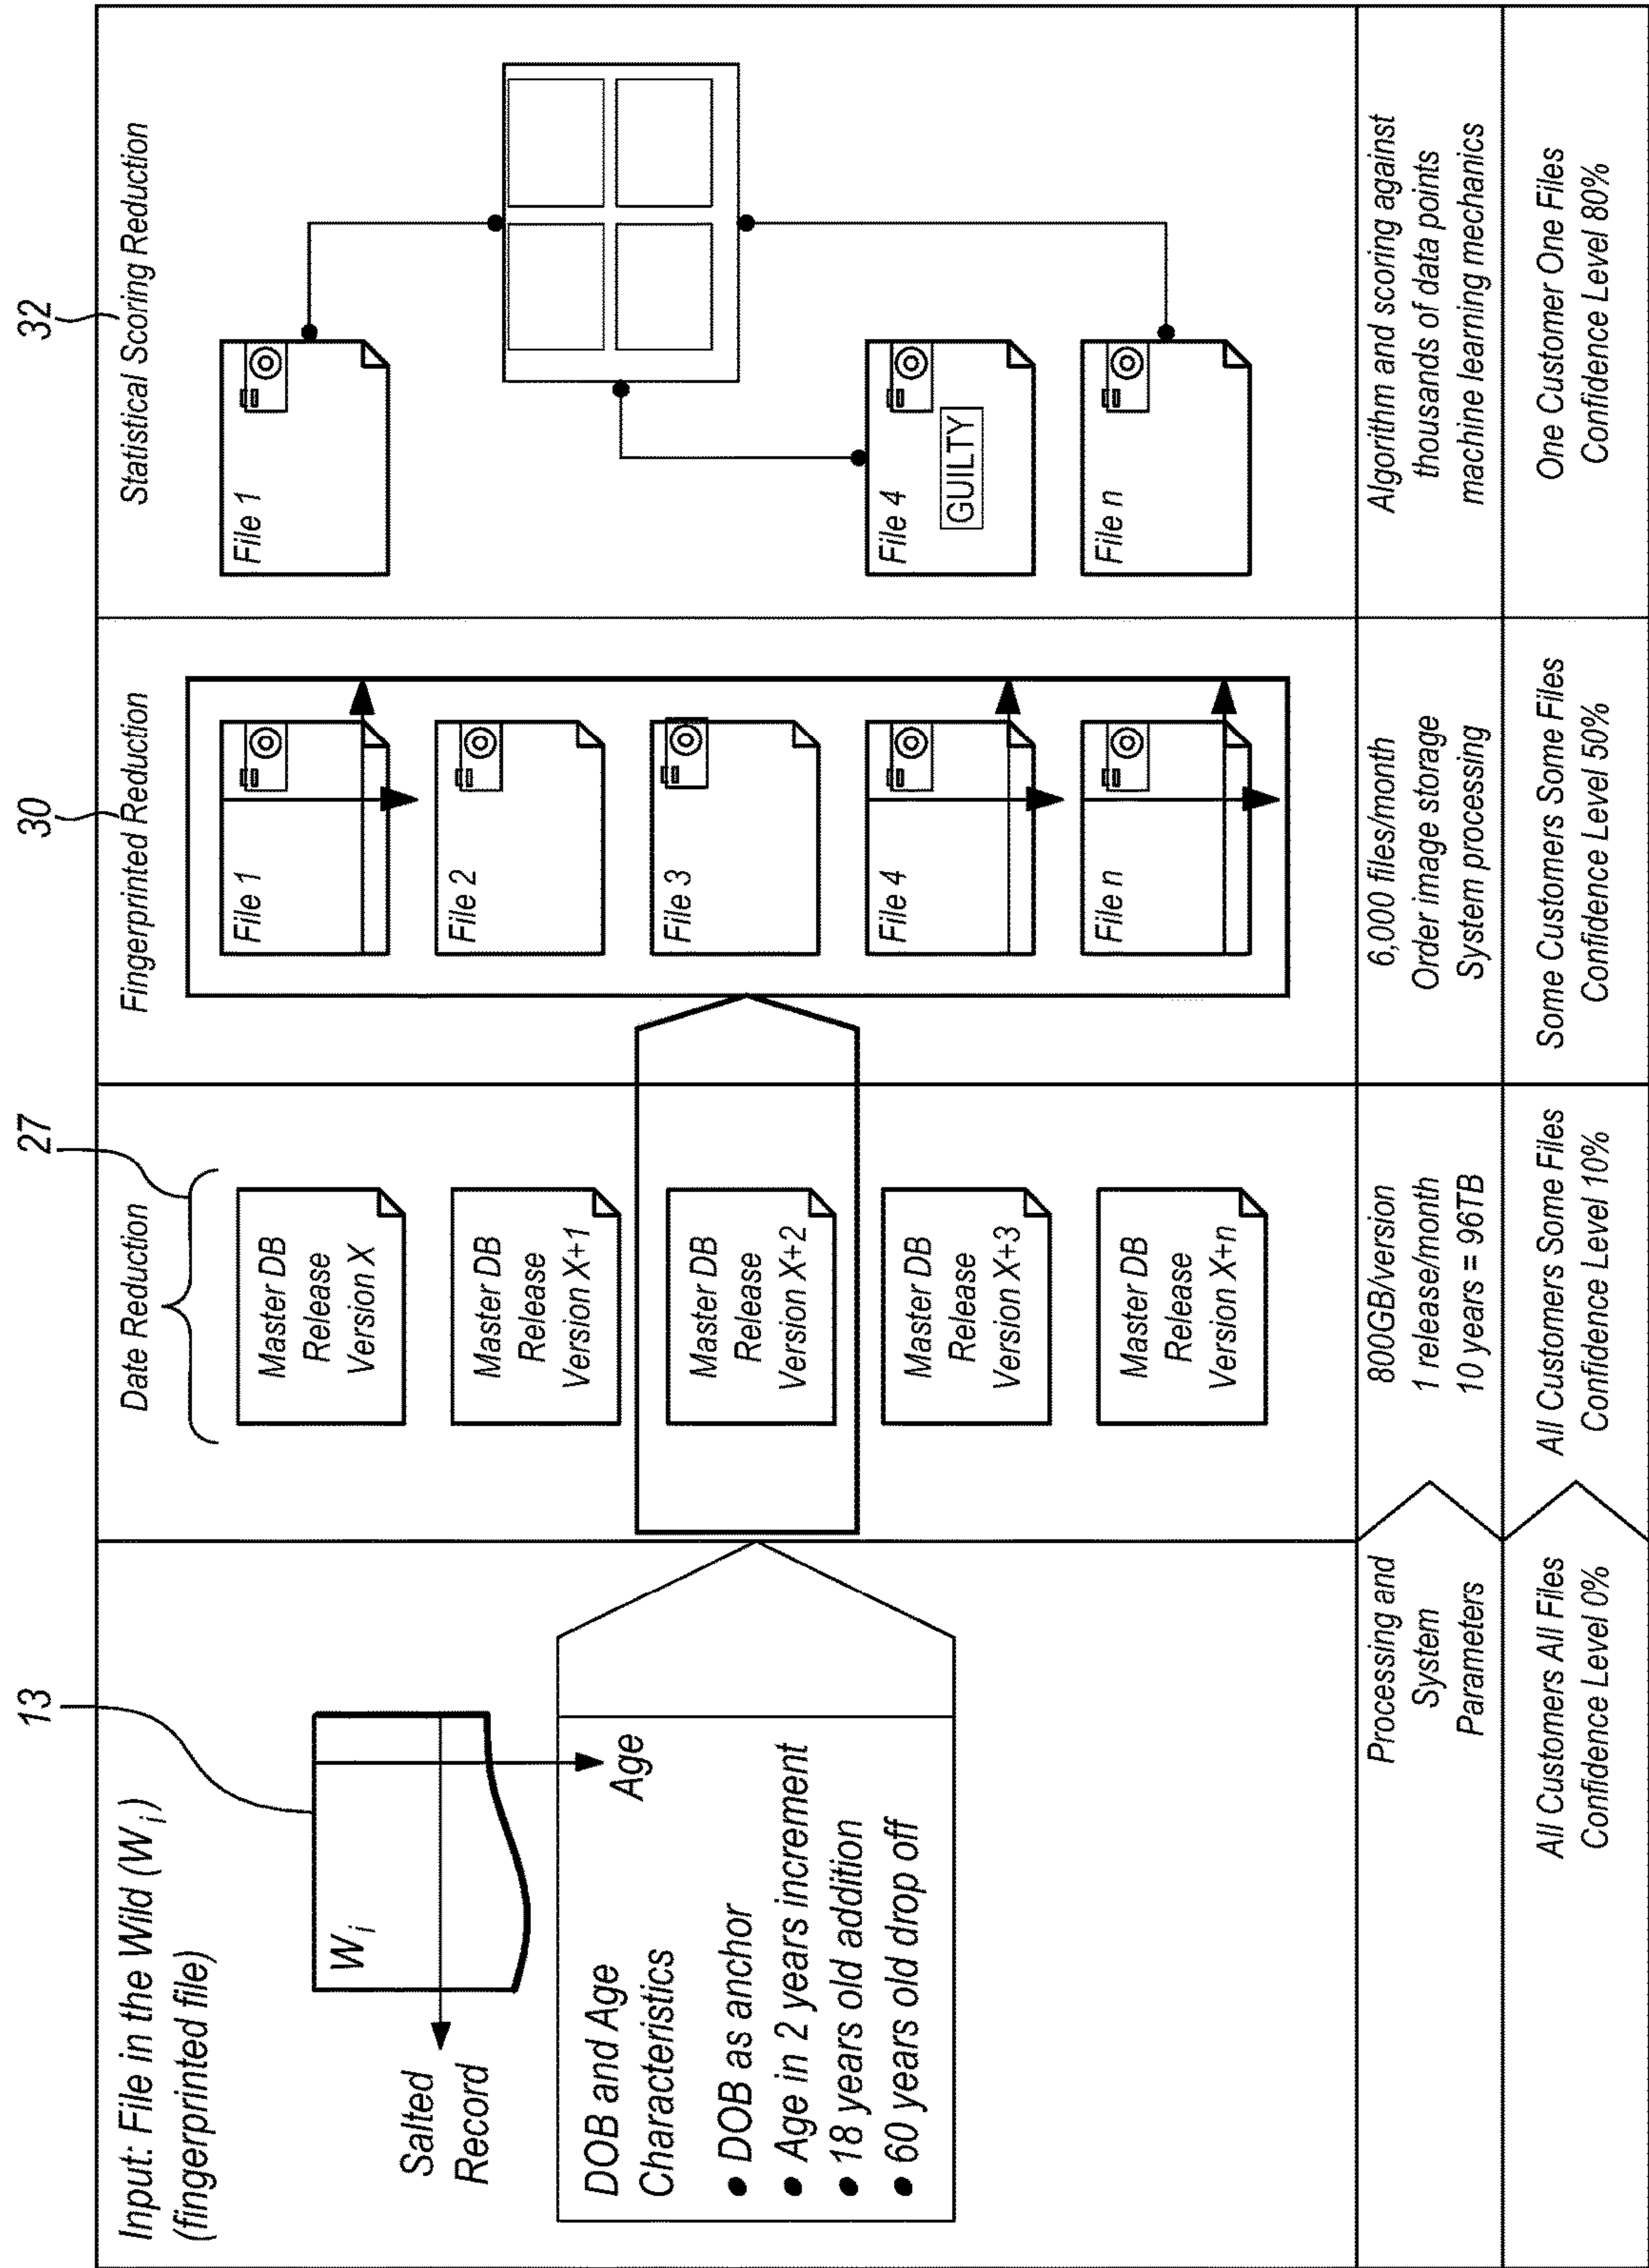 13
27
30
32
Input: File in the Wild (Wi)
(fingerprinted file)
Wi
Salted
Record
Age
DOB and Age
Characteristics
● DOB as anchor
● Age in 2 years increment
● 18 years old addition
● 60 years old drop off
Date Reduction
Master DB
Release
Version X
Master DB
Release
Version X+1
Master DB
Release
Version X+2
Master DB
Release
Version X+3
Master DB
Release
Version X+n
Fingerprinted Reduction
File 1
File 2
File 3
File 4
File n
Statistical Scoring Reduction
File 1
File 4
GUILTY
File n
Processing and
System
Parameters
800GB/version
1 release/month
10 years = 96TB
6,000 files/month
Order image storage
System processing
Algorithm and scoring against
thousands of data points
machine learning mechanics
All Customers All Files
Confidence Level 0%
All Customers Some Files
Confidence Level 10%
Some Customers Some Files
Confidence Level 50%
One Customer One Files
Confidence Level 80%